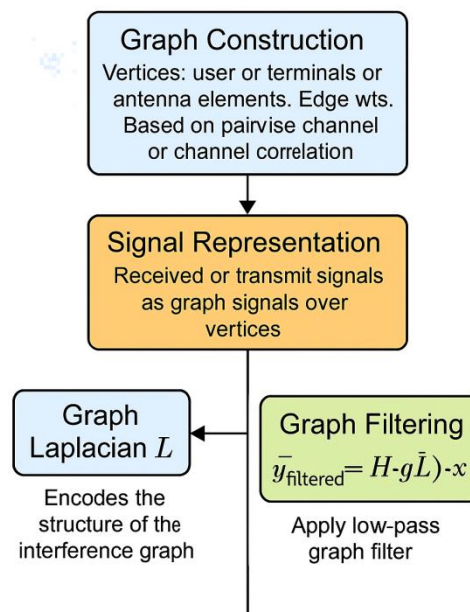 Graph Construction
Vertices: user or terminals or
antenna elements. Edge wts.
Based on pairvise channel
or channel correlation
Signal Representation
Received or transmit signals
as graph signals over
vertices
Graph
Laplacian L
Encodes the
structure of the
interference graph
Graph Filtering
ȳ_filtered = H-gL̄)-x
Apply low-pass
graph filter